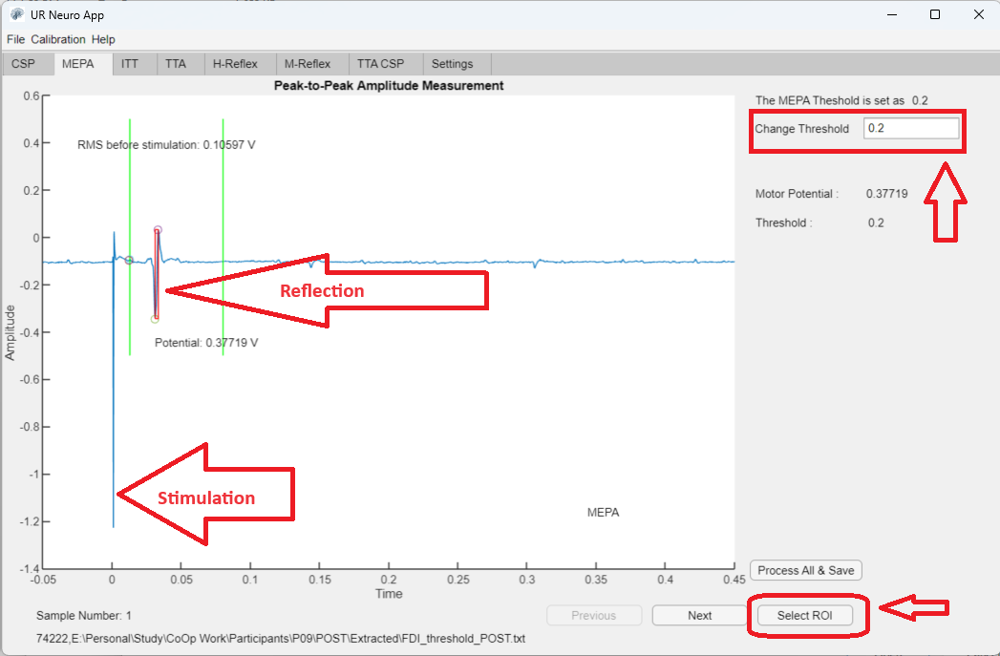 UR Neuro App
File Calibration Help
CSP MEPA ITT TTA H-Reflex M-Reflex TTA CSP Settings
Peak-to-Peak Amplitude Measurement
The MEPA Theshold is set as 0.2
Change Threshold 0.2
Motor Potential : 0.37719
Threshold : 0.2
0.6
0.4
0.2
0
-0.2
-0.4
-0.6
-0.8
-1
-1.2
-1.4
Amplitude
RMS before stimulation: 0.10597 V
Reflection
Potential: 0.37719 V
Stimulation
MEPA
-0.05 0 0.05 0.1 0.15 0.2 0.25 0.3 0.35 0.4 0.45
Time
Process All & Save
Sample Number: 1
Previous Next Select ROI
74222,E:\Personal\Study\CoOp Work\Participants\P09\POST\Extracted\FDI_threshold_POST.txt